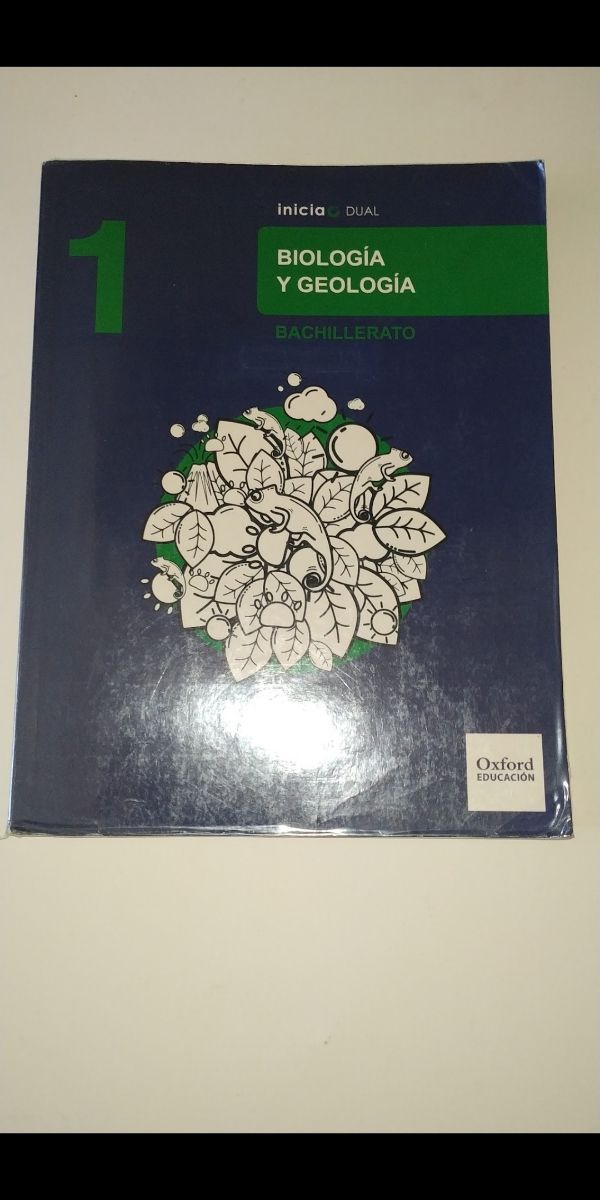 inicia DUAL
1
BIOLOGÍA
Y GEOLOGÍA
BACHILLERATO
Oxford
EDUCACIÓN